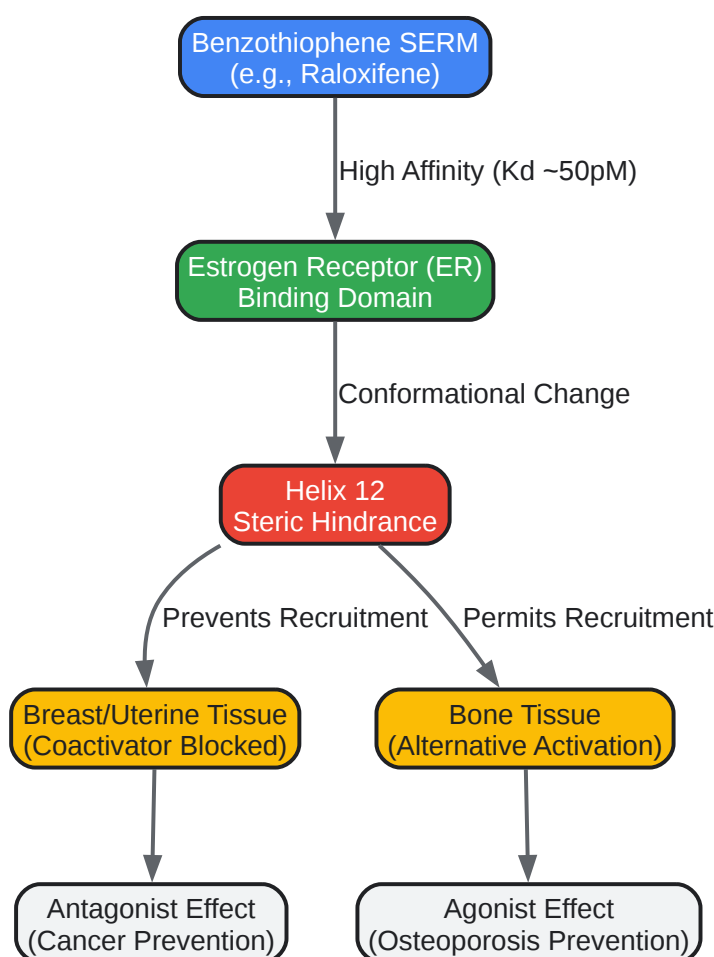 Benzothiophene SERM
(e.g., Raloxifene)
High Affinity (Kd ~50pM)
Estrogen Receptor (ER)
Binding Domain
Conformational Change
Helix 12
Steric Hindrance
Prevents Recruitment
Permits Recruitment
Breast/Uterine Tissue
(Coactivator Blocked)
Bone Tissue
(Alternative Activation)
Antagonist Effect
(Cancer Prevention)
Agonist Effect
(Osteoporosis Prevention)